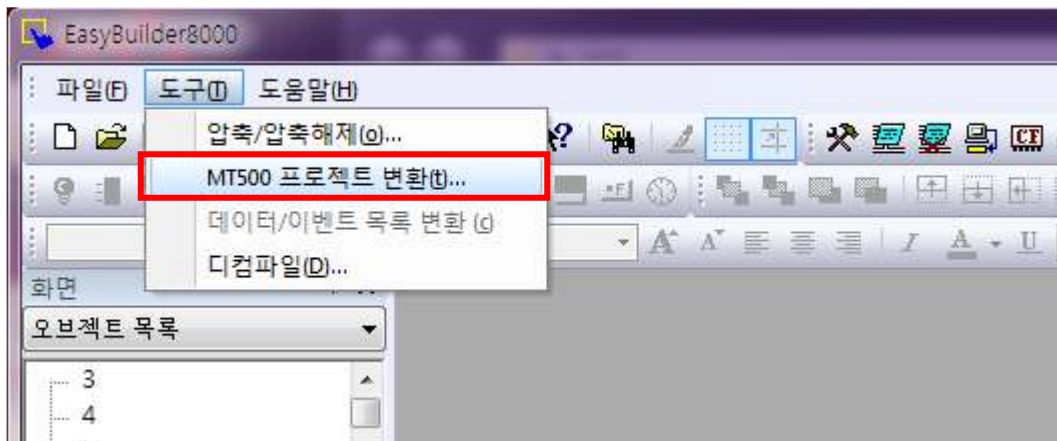 EasyBuilder8000
파일(F) 도구(T) 도움말(H)
압축/압축해제(o)...
MT500 프로젝트 변환(t)...
데이터/이벤트 목록 변환 (c)
디컴파일(D)...
CF
A A I A U
화면
오브젝트 목록
3
4